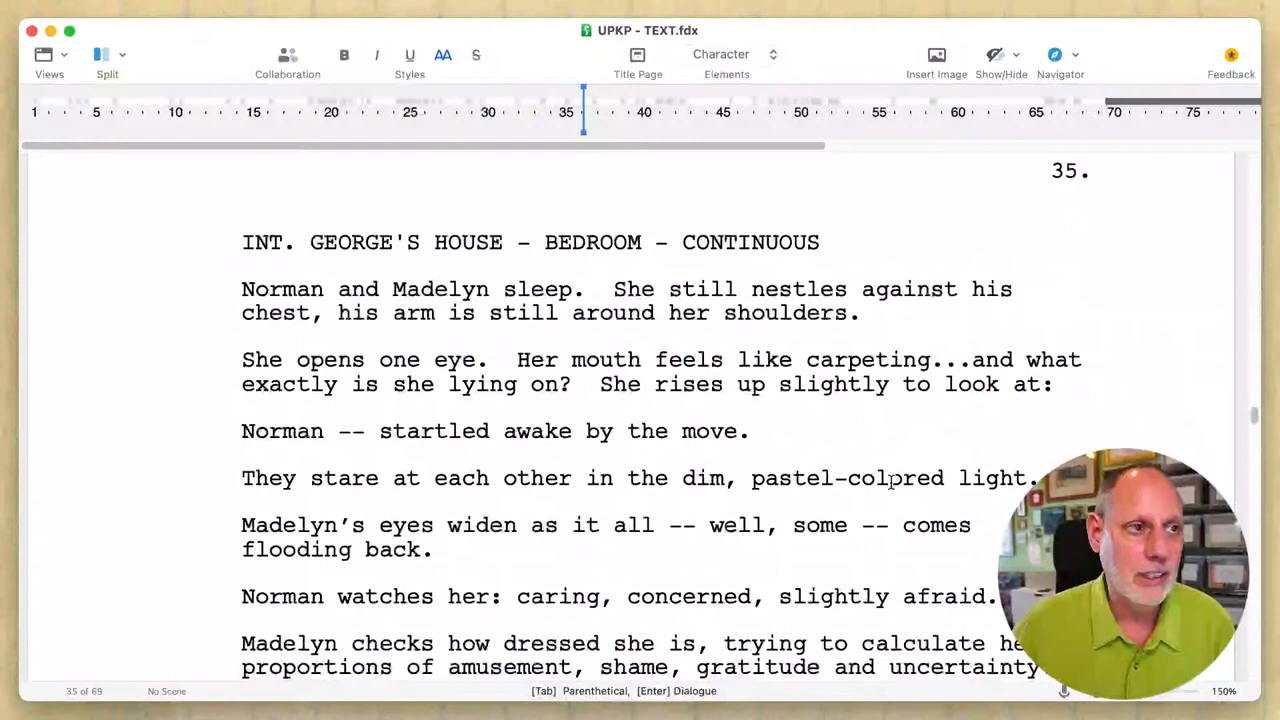 UPKP - TEXT.fdx
B I U AA S Character
Views Split Collaboration Styles Title Page Elements Insert Image Show/Hide Navigator Feedback
1 5 10 15 20 25 30 35 40 45 50 55 60 65 70 75
35.
INT. GEORGE'S HOUSE - BEDROOM - CONTINUOUS
Norman and Madelyn sleep.  She still nestles against his
chest, his arm is still around her shoulders.
She opens one eye.  Her mouth feels like carpeting...and what
exactly is she lying on?  She rises up slightly to look at:
Norman -- startled awake by the move.
They stare at each other in the dim, pastel-colored light.
Madelyn’s eyes widen as it all -- well, some -- comes
flooding back.
Norman watches her: caring, concerned, slightly afraid.
Madelyn checks how dressed she is, trying to calculate
proportions of amusement, shame, gratitude and uncertainty
35 of 69 No Scene [Tab] Parenthetical, [Enter] Dialogue 150%